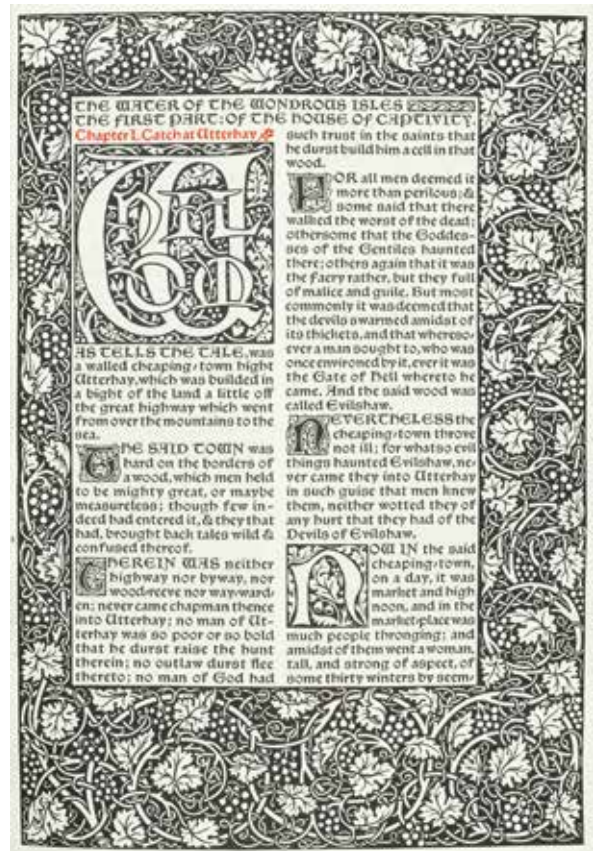 THE WATER OF THE WONDROUS ISLES
THE FIRST PART: OF THE HOUSE OF CAPTIVITY.
Chapter I. Catch at Utterhay
WHILOM
AS TELLS THE TALE, was
a walled cheaping-town hight
Utterhay, which was builded in
a bight of the land a little off
the great highway which went
from over the mountains to the
sea.
THE SAID TOWN was
hard on the borders of
a wood, which men held
to be mighty great, or maybe
measureless; though few in-
deed had entered it, & they that
had, brought back tales wild &
confused thereof.
THEREIN WAS neither
highway nor byway, nor
wood-reeve nor way-ward-
en; never came chapman thence
into Utterhay; no man of Ut-
terhay was so poor or so bold
that he durst raise the hunt
therein; no outlaw durst flee
thereto; no man of God had
such trust in the saints that
he durst build him a cell in that
wood.
FOR all men deemed it
more than perilous; &
some said that there
walked the worst of the dead;
othersome that the Goddes-
ses of the Gentiles haunted
there; others again that it was
the faery rather, but they full
of malice and guile. But most
commonly it was deemed that
the devils swarmed amidst of
its thickets, and that whereso-
ever a man sought to, who was
once environed by it, ever it was
the Gate of Hell whereto he
came. And the said wood was
called Evilshaw.
NEVERTHELESS the
cheaping-town throve
not ill; for whatso evil
things haunted Evilshaw, ne-
ver came they into Utterhay
in such guise that men knew
them, neither wotted they of
any hurt that they had of the
Devils of Evilshaw.
NOW IN the said
cheaping-town,
on a day, it was
market and high
noon, and in the
market-place was
much people thronging; and
amidst of them went a woman,
tall, and strong of aspect, of
some thirty winters by seem-